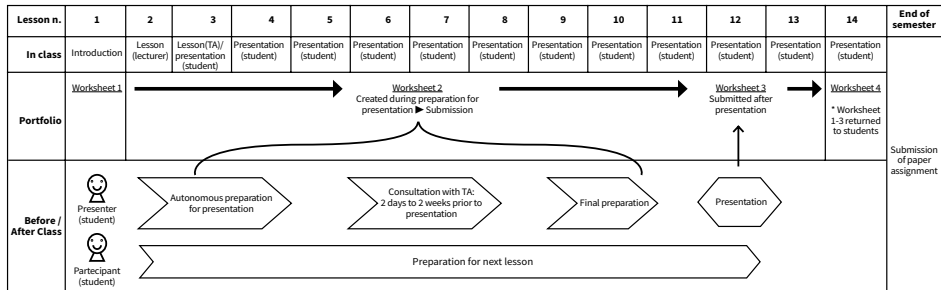 Lesson n. 1 2 3 4 5 6 7 8 9 10 11 12 13 14 End of semester
In class
Introduction
Lesson (lecturer)
Lesson(TA)/ presentation (student)
Presentation (student)
Presentation (student)
Presentation (student)
Presentation (student)
Presentation (student)
Presentation (student)
Presentation (student)
Presentation (student)
Presentation (student)
Presentation (student)
Presentation (student)
Portfolio
Worksheet 1
Worksheet 2
Created during preparation for
presentation ▶ Submission
Worksheet 3
Submitted after
presentation
Worksheet 4
* Worksheet
1-3 returned
to students
Submission
of paper
assignment
Before /
After Class
Presenter
(student)
Autonomous preparation
for presentation
Consultation with TA:
2 days to 2 weeks prior to
presentation
Final preparation
Presentation
Partecipant
(student)
Preparation for next lesson